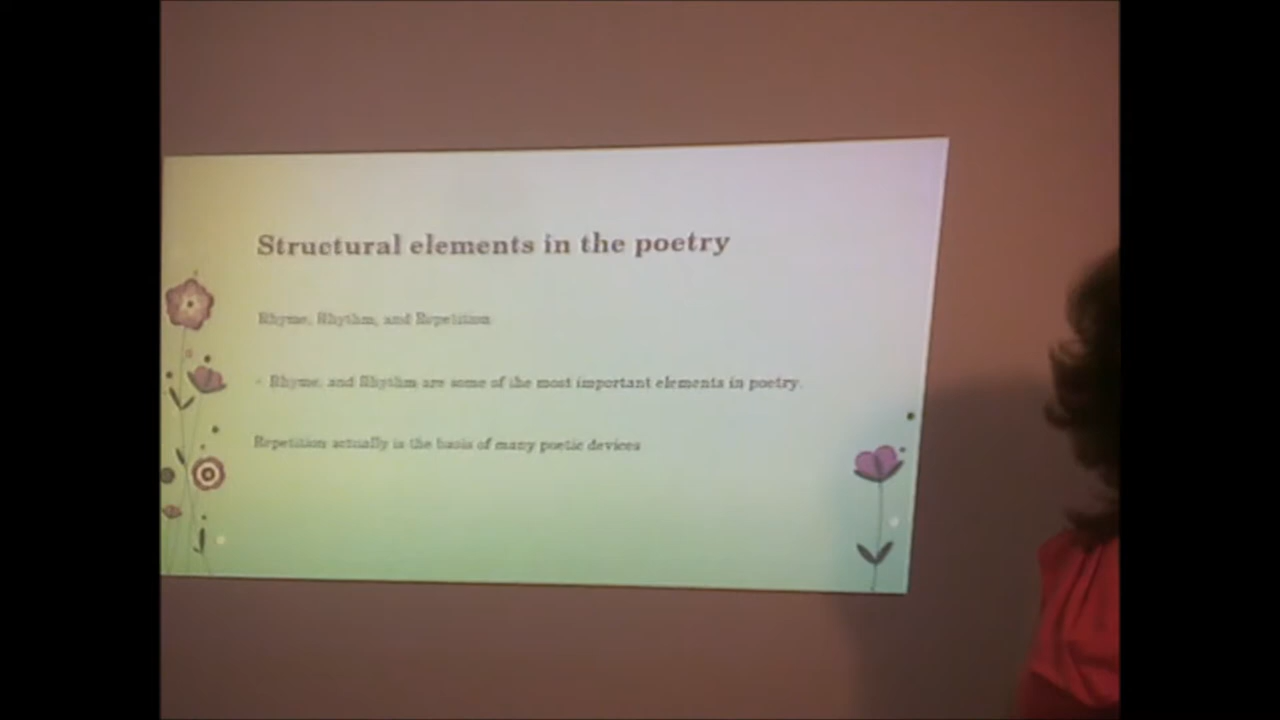 Structural elements in the poetry
Rhyme, Rhythm, and Repetition
- Rhyme, and Rhythm are some of the most important elements in poetry.
Repetition actually is the basis of many poetic devices